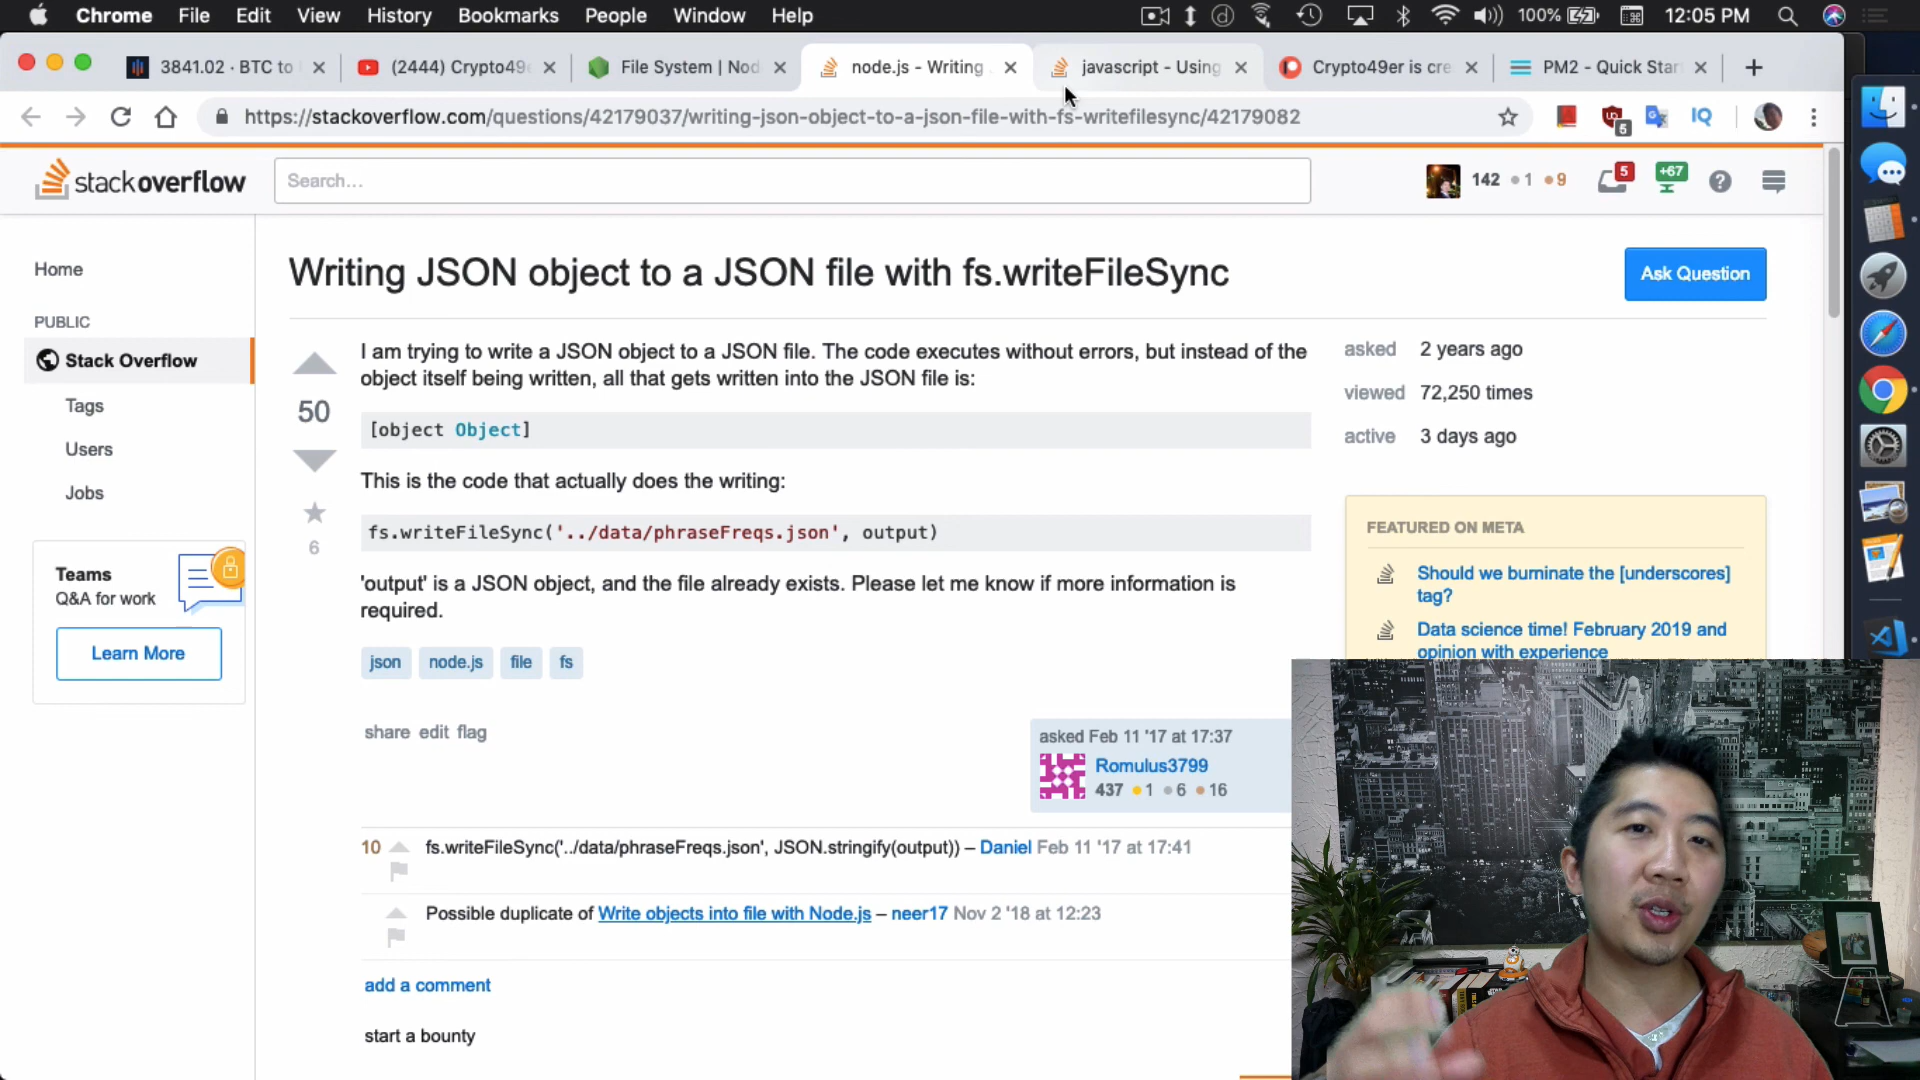 Chrome File Edit View History Bookmarks People Window Help 100% 12:05 PM
3841.02 · BTC to
(2444) Crypto49e
File System | Nod
node.js - Writing
javascript - Using
Crypto49er is cre
PM2 - Quick Star
https://stackoverflow.com/questions/42179037/writing-json-object-to-a-json-file-with-fs-writefilesync/42179082
5
IQ
stackoverflow
Search...
142 1 9
5
+67
Home
PUBLIC
Stack Overflow
Tags
Users
Jobs
Teams
Q&A for work
Learn More
Writing JSON object to a JSON file with fs.writeFileSync
Ask Question
50
6
I am trying to write a JSON object to a JSON file. The code executes without errors, but instead of the
object itself being written, all that gets written into the JSON file is:
[object Object]
This is the code that actually does the writing:
fs.writeFileSync('../data/phraseFreqs.json', output)
'output' is a JSON object, and the file already exists. Please let me know if more information is
required.
json node.js file fs
share edit flag
asked Feb 11 '17 at 17:37
Romulus3799
437 1 6 16
10 fs.writeFileSync('../data/phraseFreqs.json', JSON.stringify(output)) – Daniel Feb 11 '17 at 17:41
Possible duplicate of Write objects into file with Node.js – neer17 Nov 2 '18 at 12:23
add a comment
start a bounty
asked 2 years ago
viewed 72,250 times
active 3 days ago
FEATURED ON META
Should we burninate the [underscores]
tag?
Data science time! February 2019 and
opinion with experience